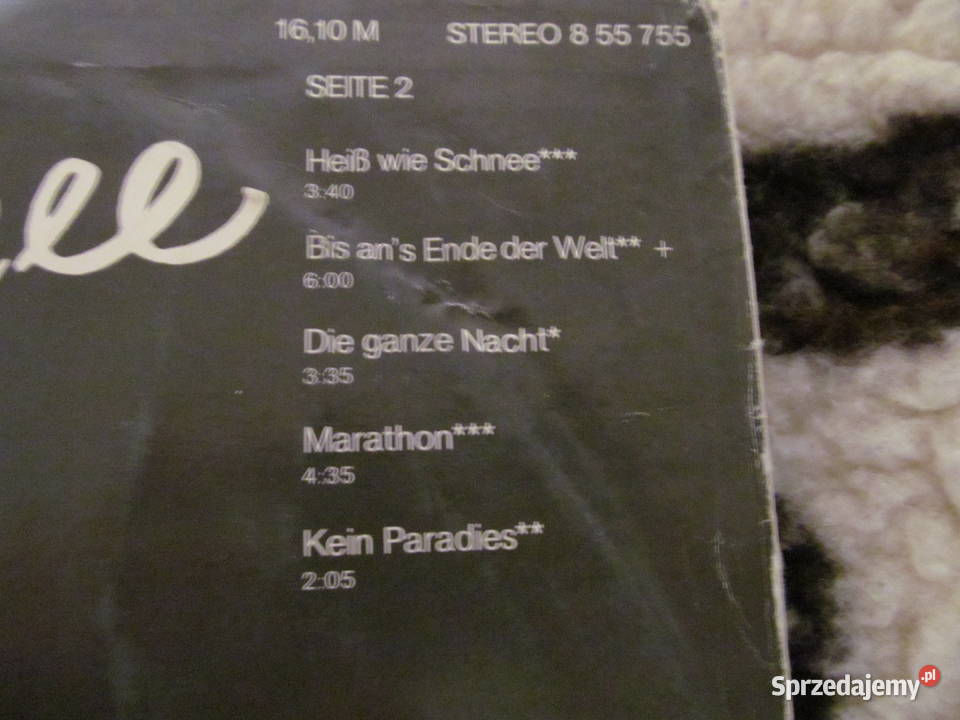 16,10 M STEREO 8 55 755
SEITE 2
Heiß wie Schnee***
3:40
Bis an's Ende der Welt** +
6:00
Die ganze Nacht*
3:35
Marathon***
4:35
Kein Paradies**
2:05
Sprzedajemy.pl